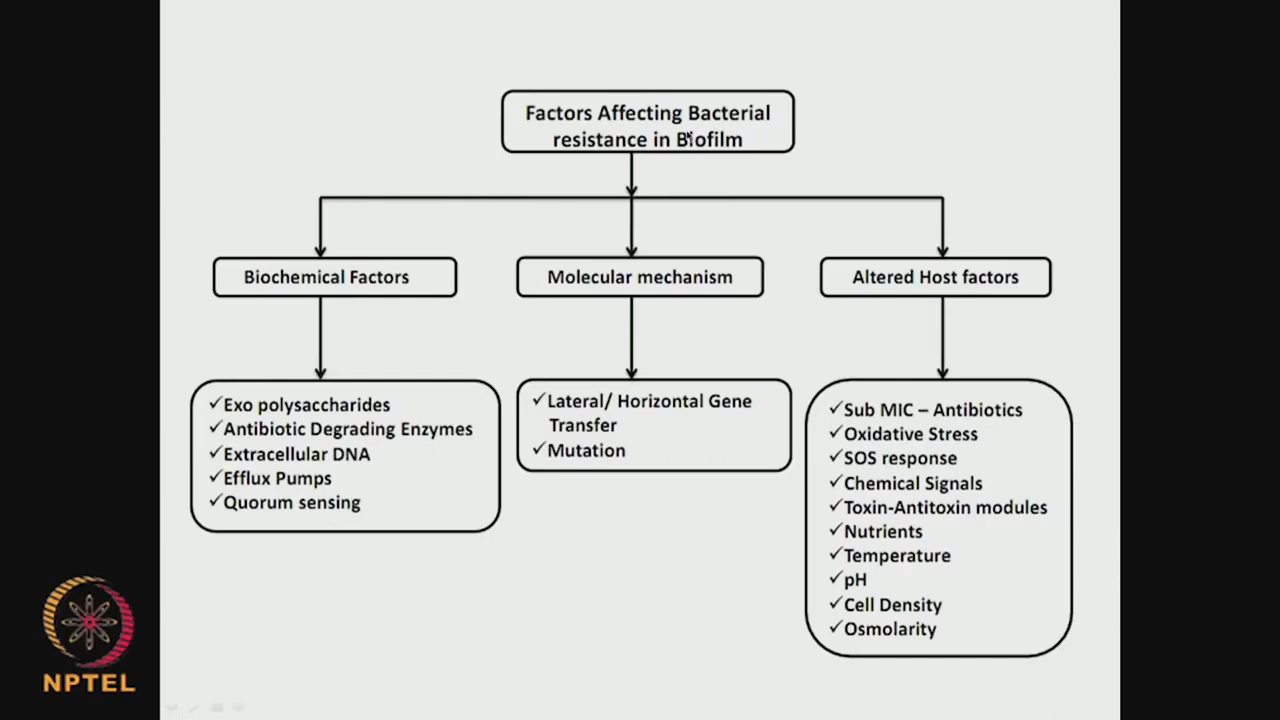 Factors Affecting Bacterial
resistance in Biofilm
Biochemical Factors
Molecular mechanism
Altered Host factors
✓Exo polysaccharides
✓Antibiotic Degrading Enzymes
✓Extracellular DNA
✓Efflux Pumps
✓Quorum sensing
✓Lateral/ Horizontal Gene
Transfer
✓Mutation
✓Sub MIC – Antibiotics
✓Oxidative Stress
✓SOS response
✓Chemical Signals
✓Toxin-Antitoxin modules
✓Nutrients
✓Temperature
✓pH
✓Cell Density
✓Osmolarity
NPTEL